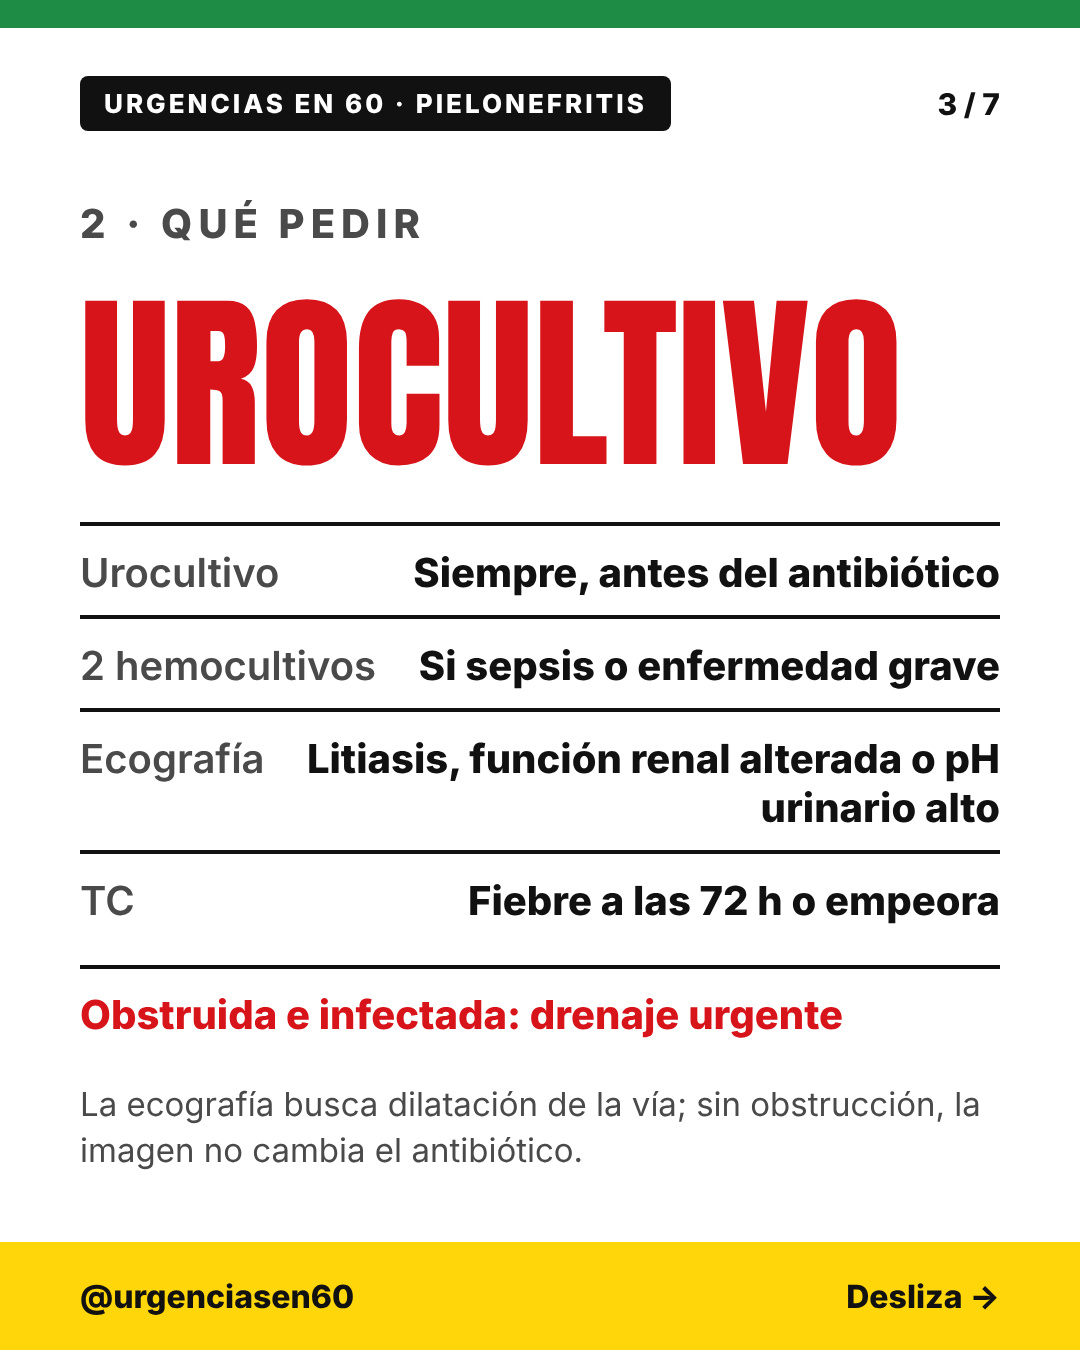 URGENCIAS EN 60 · PIELONEFRITIS
3 / 7
2 · QUÉ PEDIR
UROCULTIVO
Urocultivo Siempre, antes del antibiótico
2 hemocultivos Si sepsis o enfermedad grave
Ecografía Litiasis, función renal alterada o pH
urinario alto
TC Fiebre a las 72 h o empeora
Obstruida e infectada: drenaje urgente
La ecografía busca dilatación de la vía; sin obstrucción, la
imagen no cambia el antibiótico.
@urgenciasen60
Desliza →